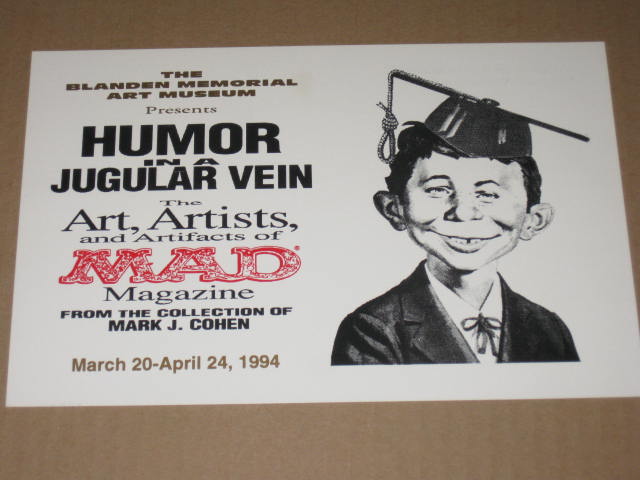 THE
BLANDEN MEMORIAL
ART MUSEUM
Presents
HUMOR
IN A
JUGULAR VEIN
The
Art, Artists,
and Artifacts of
MAD®
Magazine
FROM THE COLLECTION OF
MARK J. COHEN
March 20-April 24, 1994